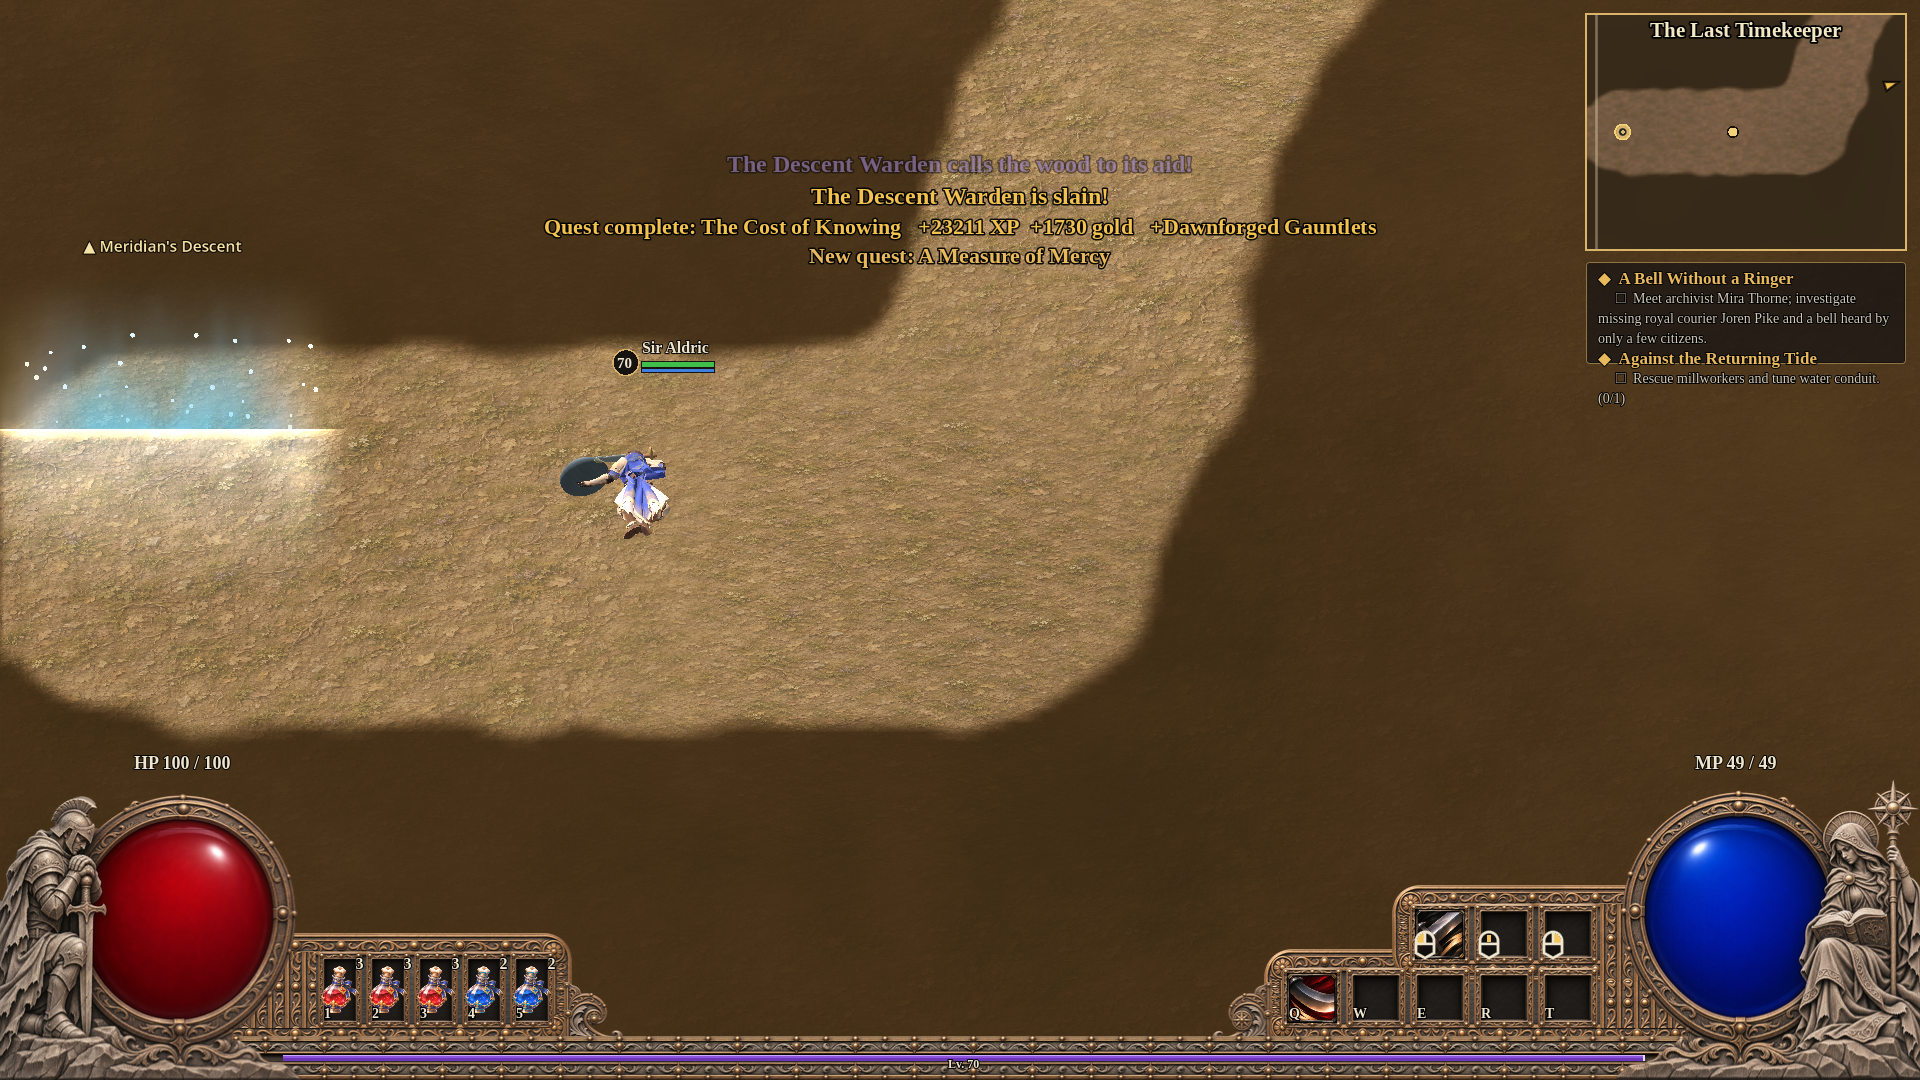 The Last Timekeeper
The Descent Warden calls the wood to its aid!
The Descent Warden is slain!
Quest complete: The Cost of Knowing +23211 XP +1730 gold +Dawnforged Gauntlets
New quest: A Measure of Mercy
▲ Meridian's Descent
◆ A Bell Without a Ringer
Meet archivist Mira Thorne; investigate
missing royal courier Joren Pike and a bell heard by
only a few citizens.
◆ Against the Returning Tide
Rescue millworkers and tune water conduit.
(0/1)
Sir Aldric
70
HP 100 / 100
MP 49 / 49
3 3 3 2 2
1 2 3 4 5
Q W E R T
Lv. 70